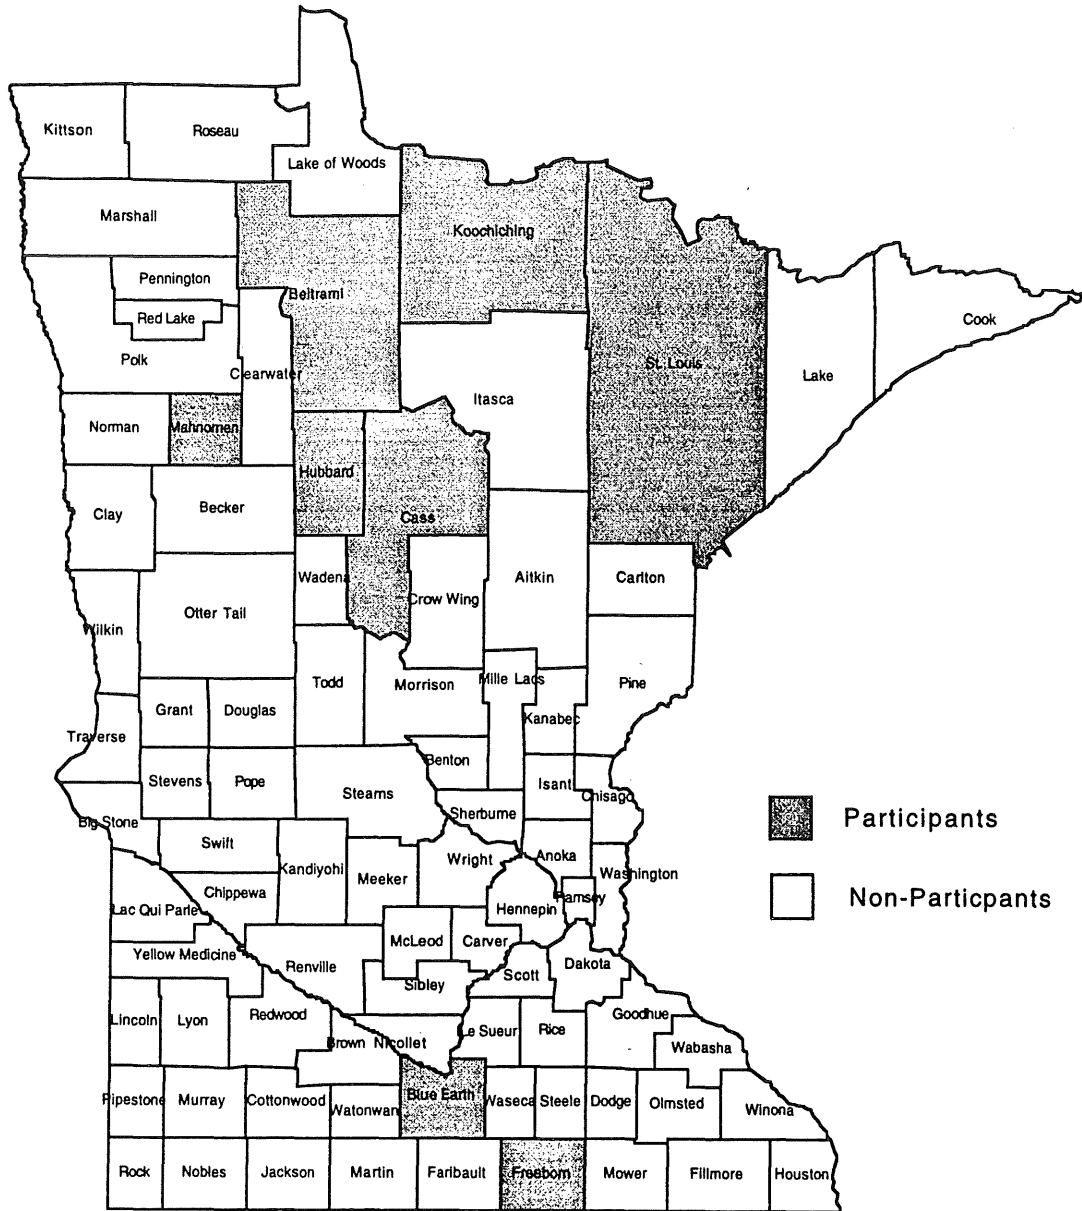 Kittson
Roseau
Lake of Woods
Marshall
Koochiching
Pennington
Beltrami
Red Lake
Cook
Polk
Clearwater
St. Louis
Lake
Itasca
Norman
Mahnomen
Hubbard
Clay
Becker
Cass
Wadena
Aitkin
Carlton
Crow Wing
Otter Tail
Wilkin
Todd
Morrison
Mille Lacs
Pine
Grant
Douglas
Kanabec
Traverse
Benton
Stevens
Pope
Isant
Chisago
Stearns
Sherburne
Big Stone
Participants
Swift
Kandiyohi
Wright
Anoka
Washington
Meeker
Chippewa
Ramsey
Non-Particpants
Lac Qui Parle
Hennepin
McLeod
Carver
Yellow Medicine
Renville
Scott
Dakota
Sibley
Lincoln
Lyon
Redwood
Goodhue
Le Sueur
Rice
Brown
Nicollet
Wabasha
Pipestone
Murray
Cottonwood
Watonwan
Blue Earth
Waseca
Steele
Dodge
Olmsted
Winona
Rock
Nobles
Jackson
Martin
Faribault
Freeborn
Mower
Fillmore
Houston